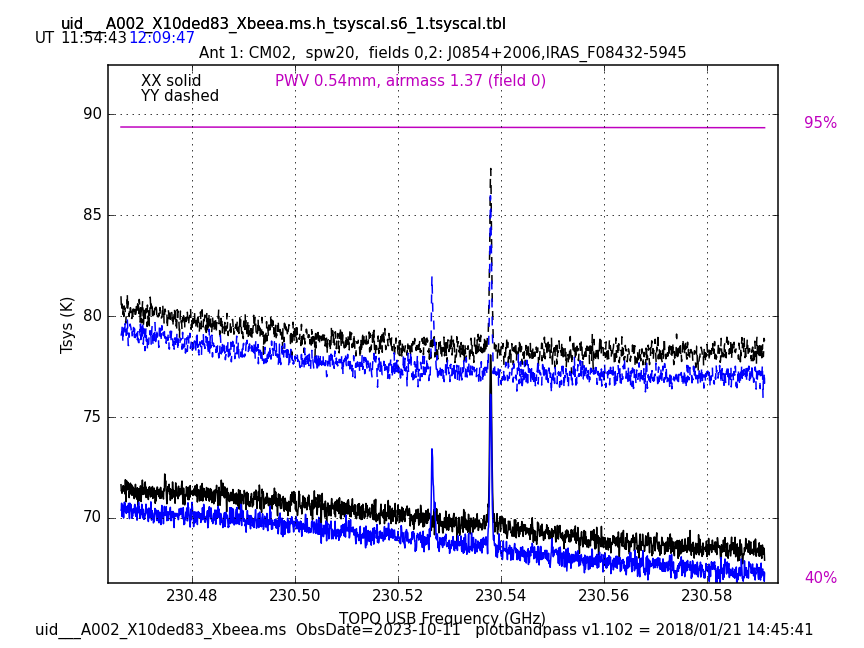 uid___A002_X10ded83_Xbeea.ms.h_tsyscal.s6_1.tsyscal.tbl
UT 11:54:43 12:09:47
Ant 1: CM02, spw20, fields 0,2: J0854+2006,IRAS_F08432-5945
XX solid
YY dashed
PWV 0.54mm, airmass 1.37 (field 0)
95%
40%
90
85
80
75
70
Tsys (K)
230.48 230.50 230.52 230.54 230.56 230.58
TOPO USB Frequency (GHz)
uid___A002_X10ded83_Xbeea.ms ObsDate=2023-10-11 plotbandpass v1.102 = 2018/01/21 14:45:41